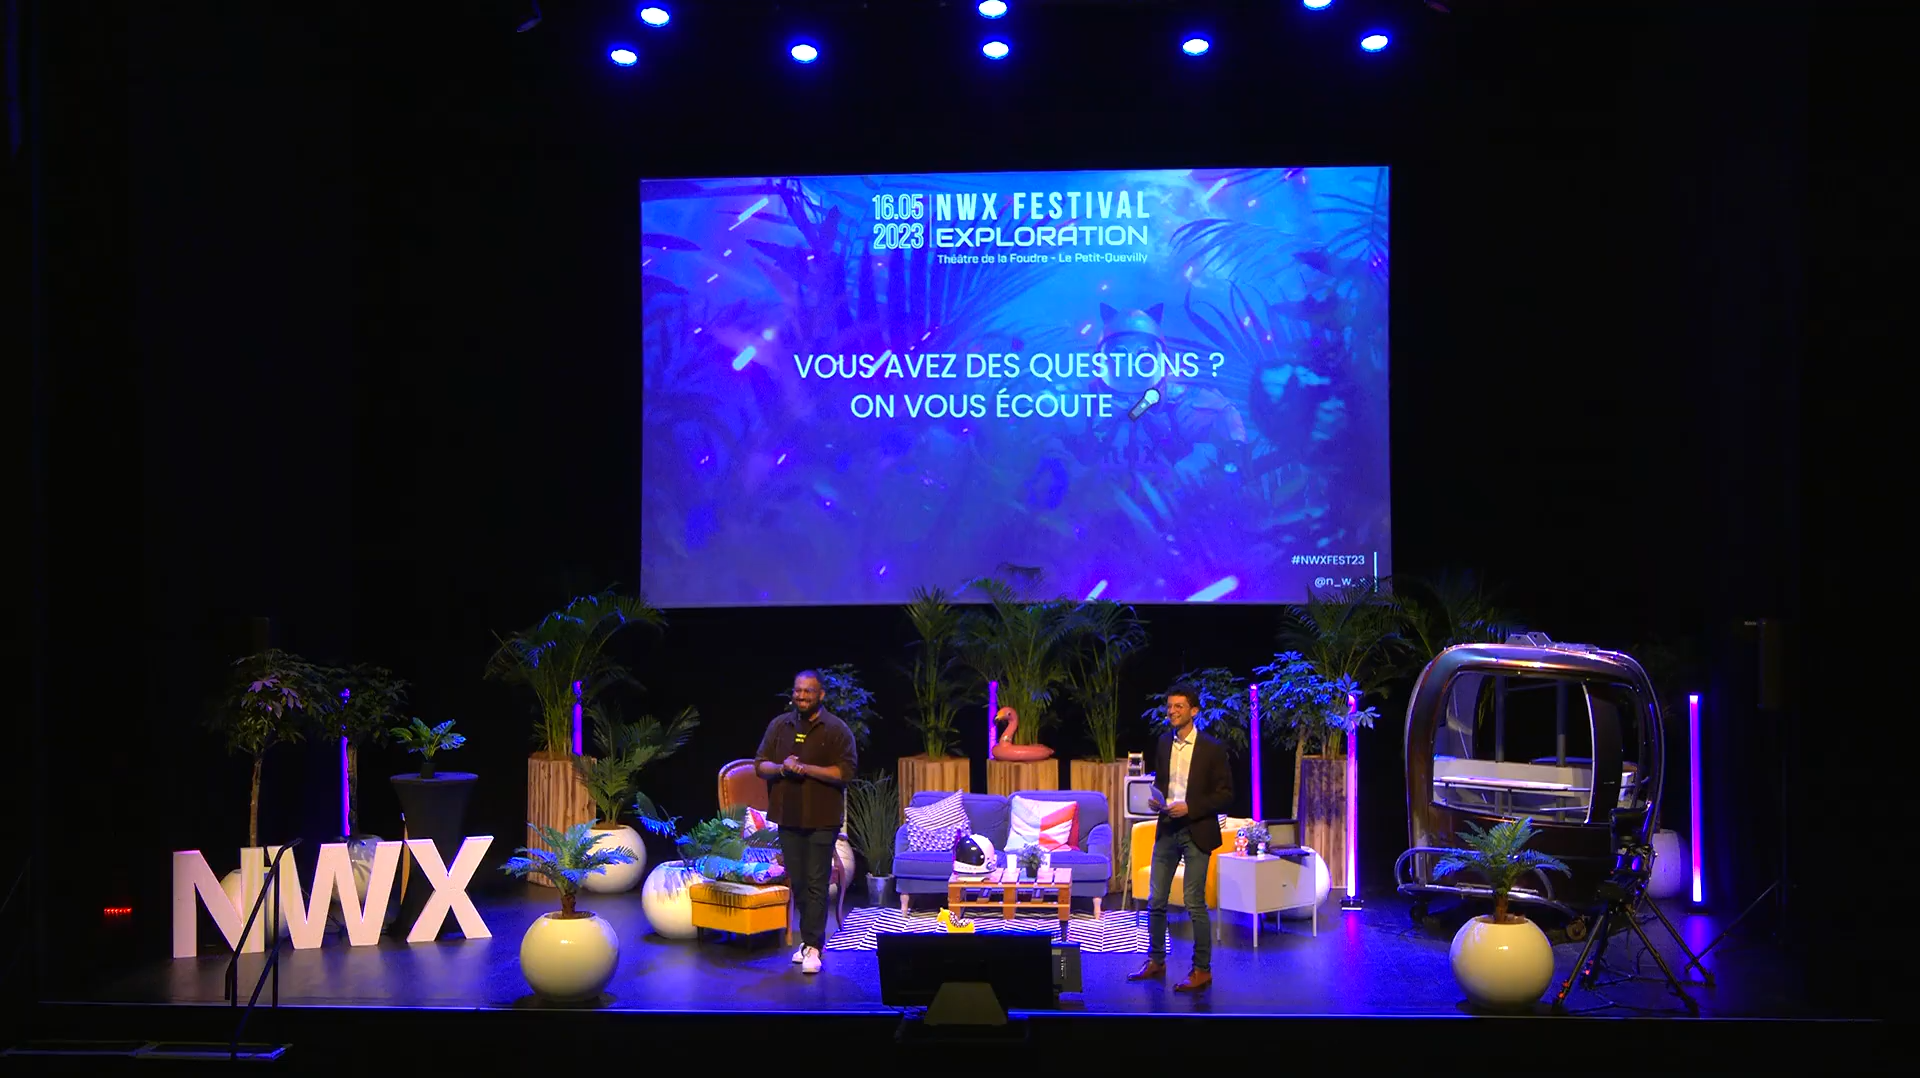 16.05
2023
NWX FESTIVAL
EXPLORATION
Théâtre de la Foudre - Le Petit-Quevilly
VOUS AVEZ DES QUESTIONS ?
ON VOUS ÉCOUTE
#NWXFEST23
@n_w_x
NWX